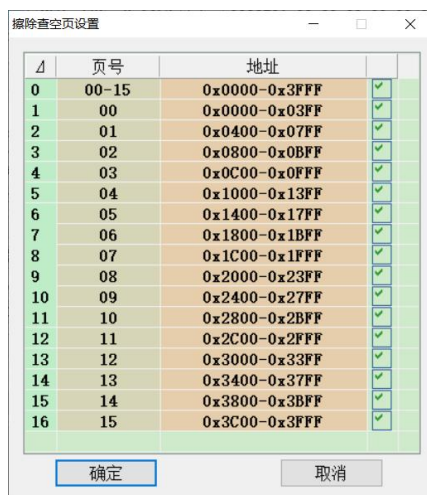 擦除查空页设置
⊿ 页号 地址
0 00-15 0x0000-0x3FFF
1 00 0x0000-0x03FF
2 01 0x0400-0x07FF
3 02 0x0800-0x0BFF
4 03 0x0C00-0x0FFF
5 04 0x1000-0x13FF
6 05 0x1400-0x17FF
7 06 0x1800-0x1BFF
8 07 0x1C00-0x1FFF
9 08 0x2000-0x23FF
10 09 0x2400-0x27FF
11 10 0x2800-0x2BFF
12 11 0x2C00-0x2FFF
13 12 0x3000-0x33FF
14 13 0x3400-0x37FF
15 14 0x3800-0x3BFF
16 15 0x3C00-0x3FFF
确定 取消